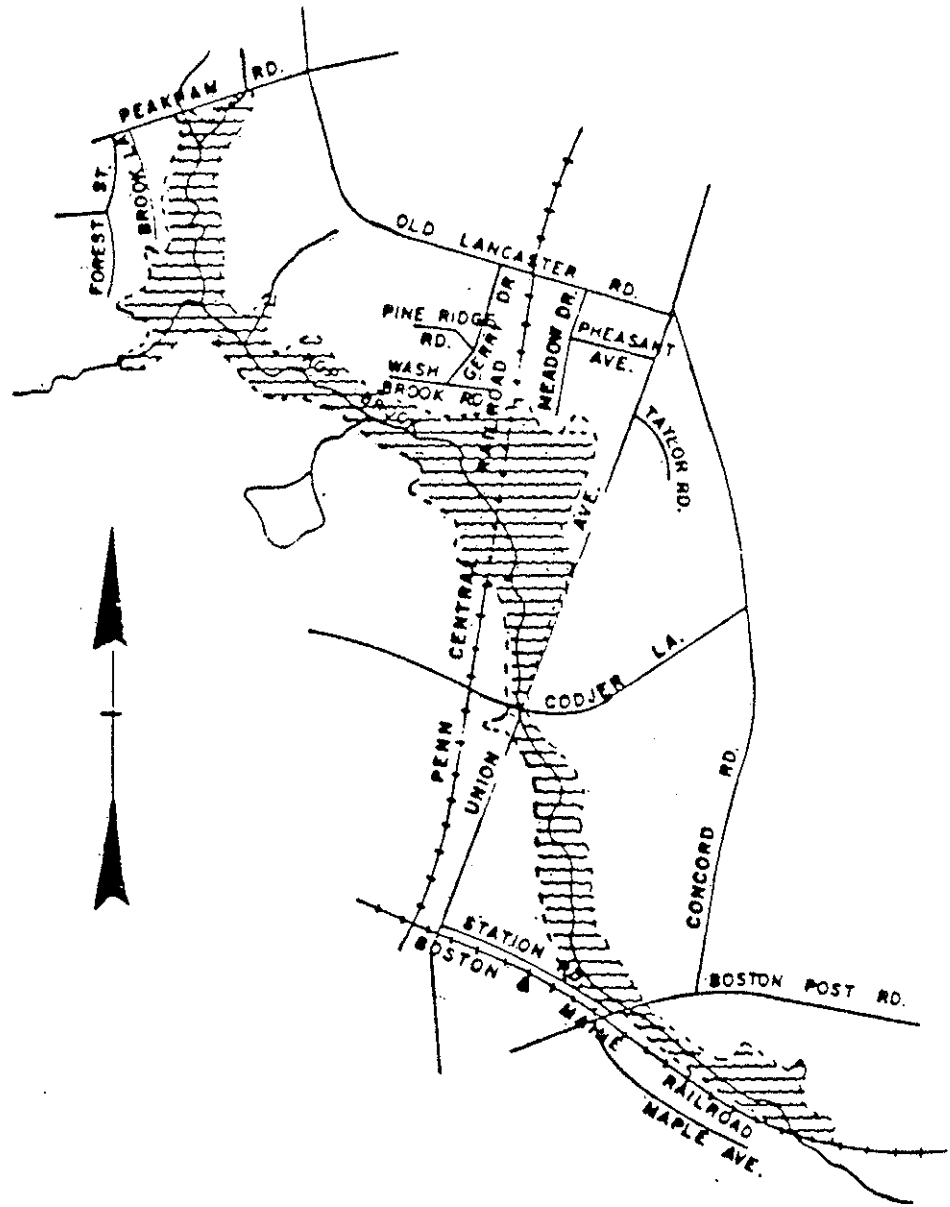 PEAKHAM RD.
FOREST ST.
BROOK LA.
OLD LANCASTER RD.
PINE RIDGE
RD.
GERRY DR
WASH
BROOK RD
RAILROAD
MEADOW DR.
PHEASANT
AVE.
TAYLOR RD.
PENN CENTRAL
UNION AVE.
CODJER LA.
CONCORD RD.
STATION RD.
BOSTON MAINE RAILROAD
BOSTON POST RD.
MAPLE AVE.